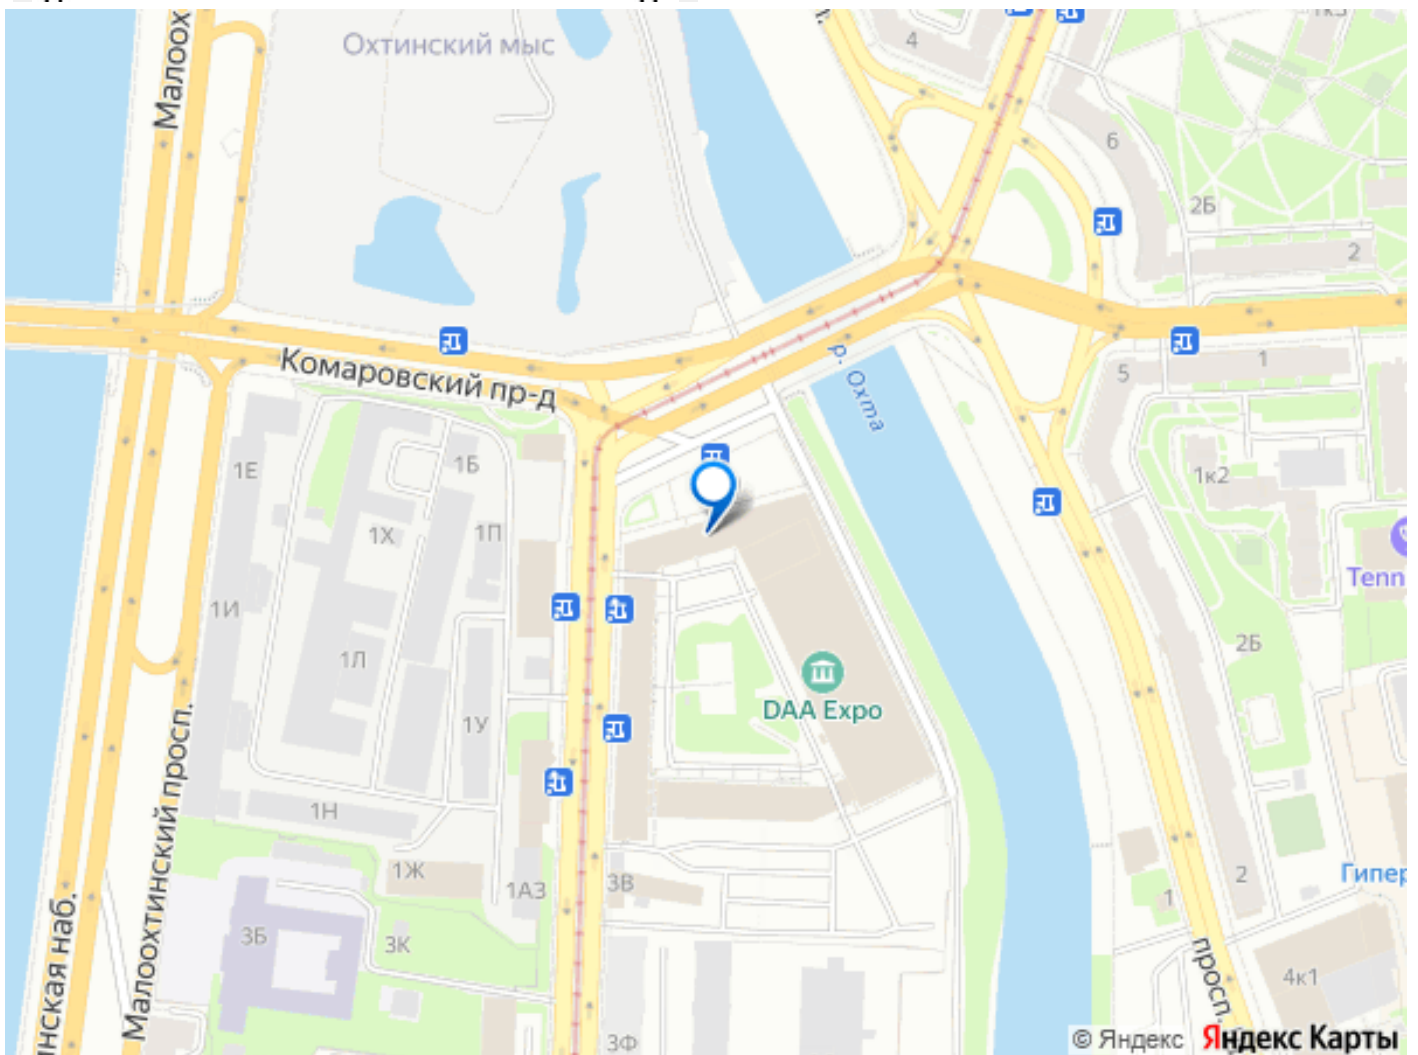 Охтинский мыс
Малоох
4
6
2Б
2
Комаровский пр-д
р. Охта
1
5
1Е
1Б
1к2
1Х
1П
Tenn
1И
2Б
1Л
DAA Expo
1У
Малоохтинский просп.
1Н
1Ж
1АЗ
3В
2
Гипер
1
3Б
3К
нская наб.
просп.
4к1
3Ф
© Яндекс Яндекс Карты